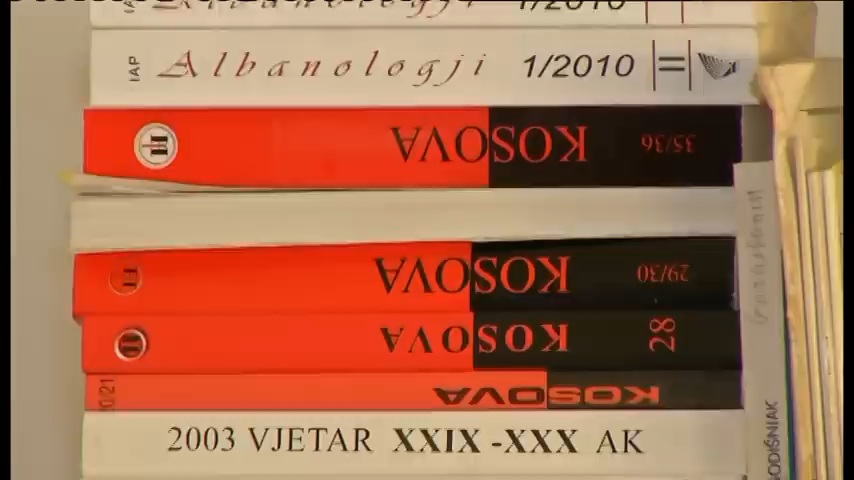 1/2010
IAP Albanologji 1/2010
KOSOVA 35/36
KOSOVA 29/30
KOSOVA 28
20/21 KOSOVA
2003 VJETAR XXIX-XXX AK
GODIŠNJAK